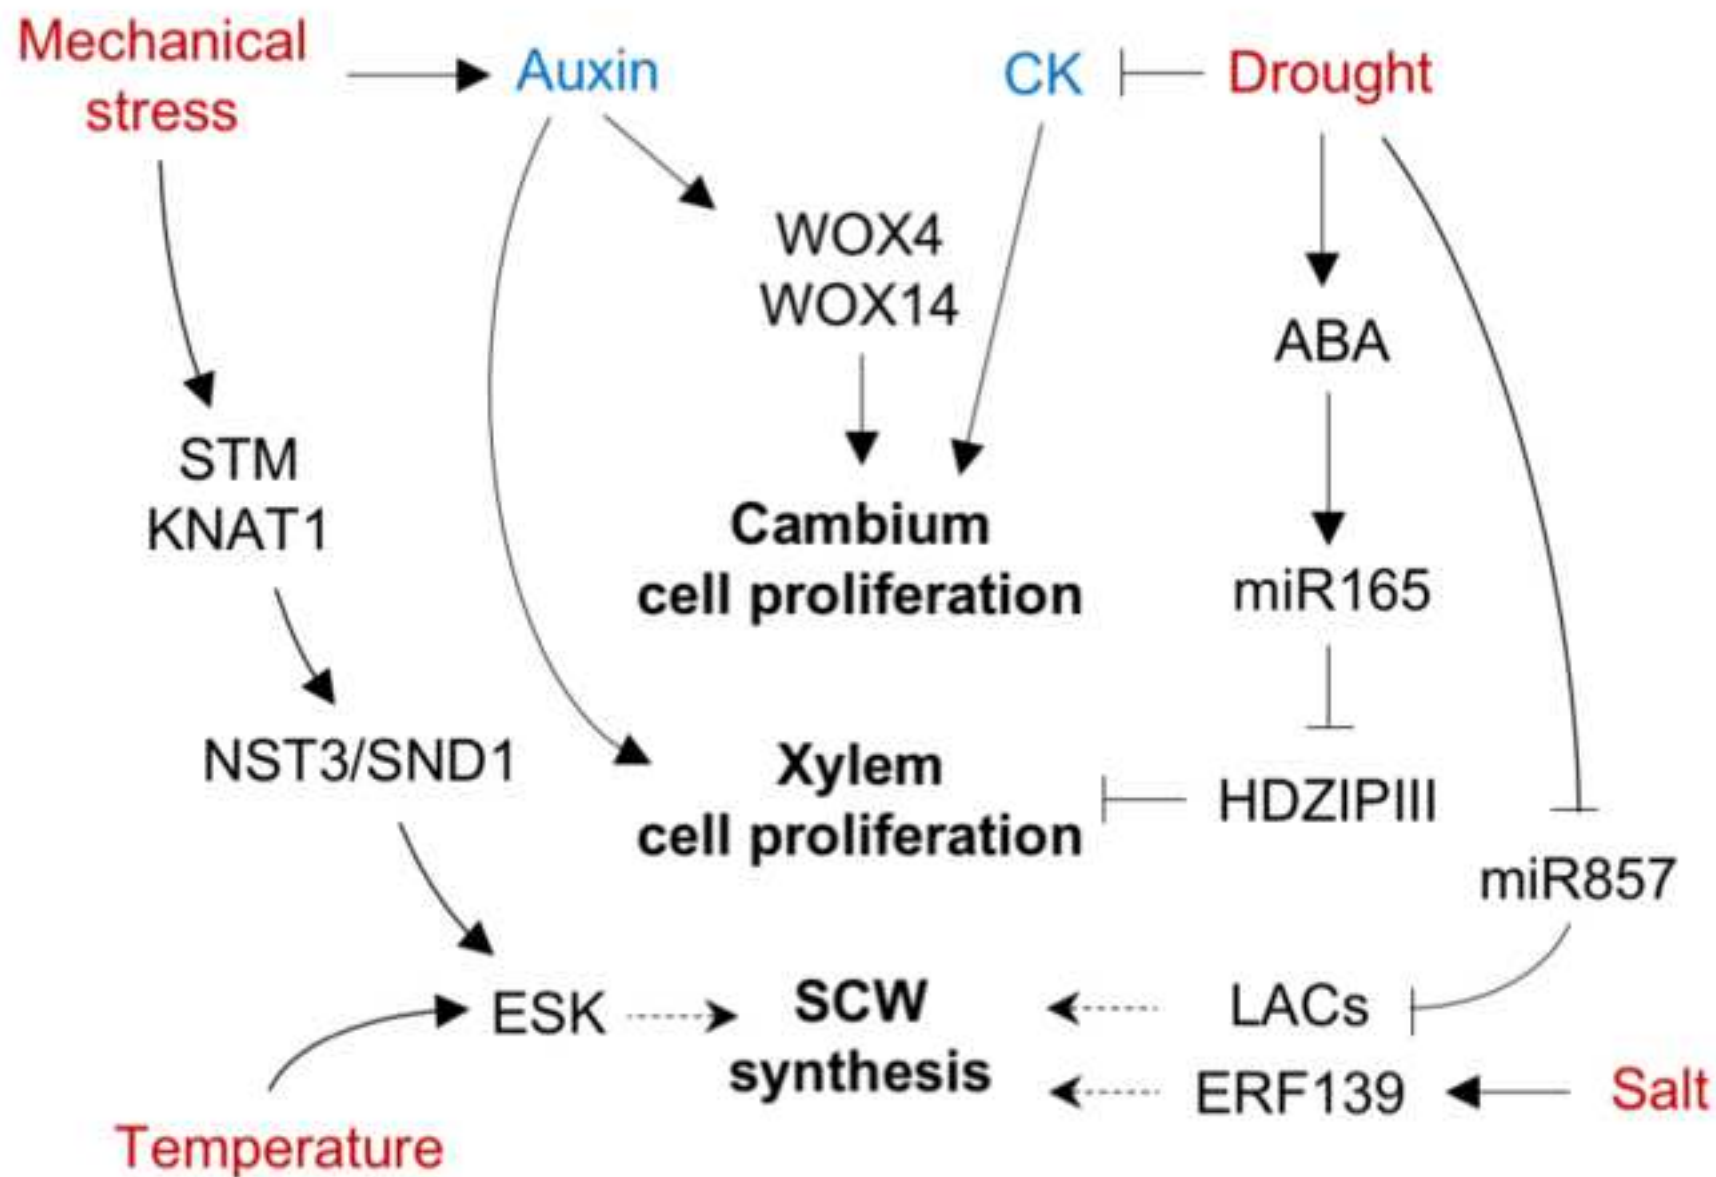 Mechanical
stress
Auxin
CK
Drought
WOX4
WOX14
ABA
STM
KNAT1
Cambium
cell proliferation
miR165
NST3/SND1
Xylem
cell proliferation
HDZIPIII
miR857
ESK
SCW
synthesis
LACs
ERF139
Salt
Temperature